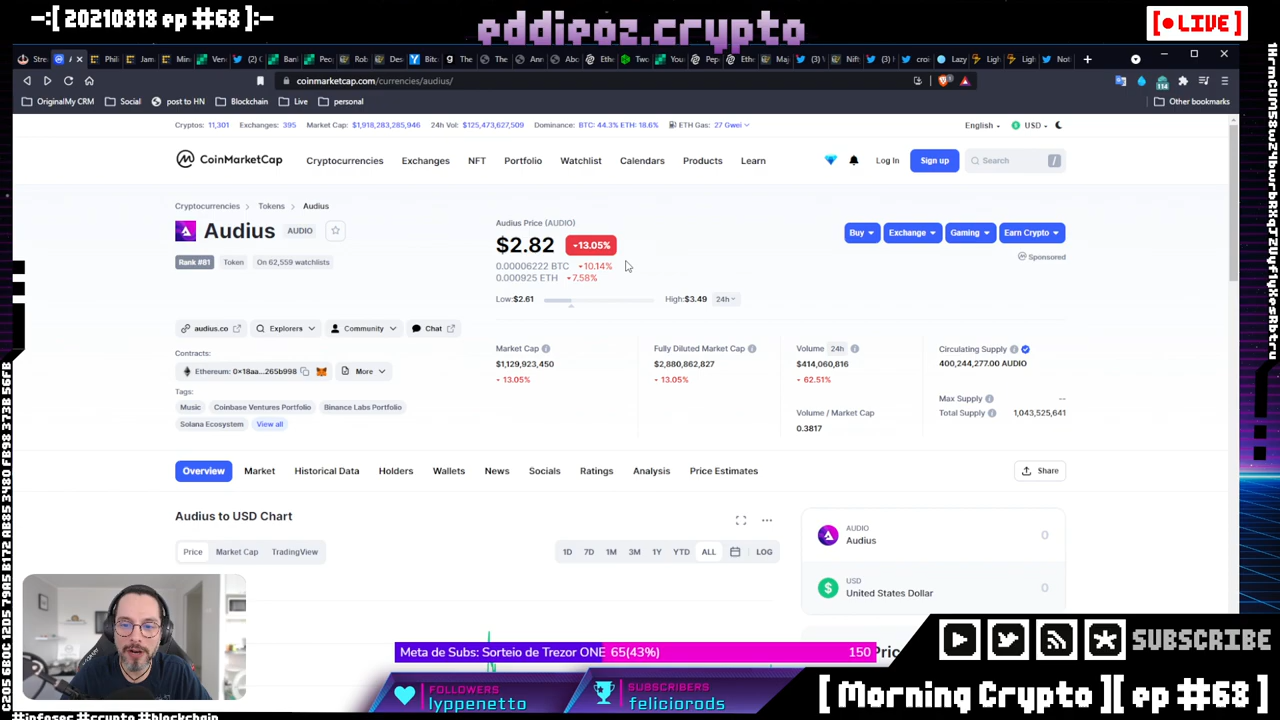 -:[ 20210818 ep #68 ]:-
eddieoz.crypto
[ • LIVE ]
coinmarketcap.com/currencies/audius/
114
OriginalMy CRM
Social
post to HN
Blockchain
Live
personal
Other bookmarks
Cryptos: 11,301
Exchanges: 395
Market Cap: $1,918,283,285,946
24h Vol: $125,473,627,509
Dominance: BTC: 44.3% ETH: 18.6%
ETH Gas: 27 Gwei
English
USD
CoinMarketCap
Cryptocurrencies
Exchanges
NFT
Portfolio
Watchlist
Calendars
Products
Learn
Log In
Sign up
Search
/
Cryptocurrencies
Tokens
Audius
Audius
AUDIO
Rank #81
Token
On 62,559 watchlists
Audius Price (AUDIO)
$2.82
13.05%
0.00006222 BTC 10.14%
0.000925 ETH 7.58%
Low: $2.61
High: $3.49
24h
Buy
Exchange
Gaming
Earn Crypto
Sponsored
audius.co
Explorers
Community
Chat
Contracts:
Ethereum: 0x18aa...265b998
More
Tags:
Music
Coinbase Ventures Portfolio
Binance Labs Portfolio
Solana Ecosystem
View all
Market Cap
$1,129,923,450
13.05%
Fully Diluted Market Cap
$2,880,862,827
13.05%
Volume 24h
$414,060,816
62.51%
Volume / Market Cap
0.3817
Circulating Supply
400,244,277.00 AUDIO
Max Supply
--
Total Supply
1,043,525,641
Overview
Market
Historical Data
Holders
Wallets
News
Socials
Ratings
Analysis
Price Estimates
Share
Audius to USD Chart
Price
Market Cap
TradingView
1D
7D
1M
3M
1Y
YTD
ALL
LOG
AUDIO
Audius
0
USD
United States Dollar
0
Meta de Subs: Sorteio de Trezor ONE 65(43%)
150
SUBSCRIBE
FOLLOWERS
lyppenetto
SUBSCRIBERS
feliciorods
[ Morning Crypto ][ ep #68 ]
#infosec #crypto #blockchain